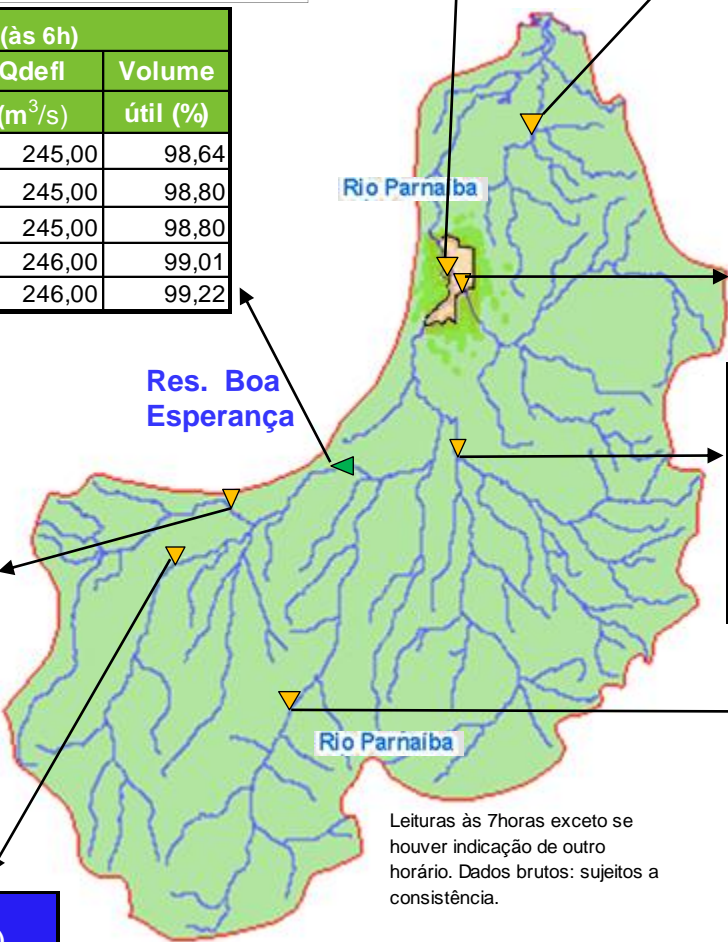 (às 6h)
Qdefl Volume
(m³/s) útil (%)
245,00 98,64
245,00 98,80
245,00 98,80
246,00 99,01
246,00 99,22
Rio Parnaíba
Res. Boa
Esperança
Rio Parnaíba
Leituras às 7horas exceto se
houver indicação de outro
horário. Dados brutos: sujeitos a
consistência.